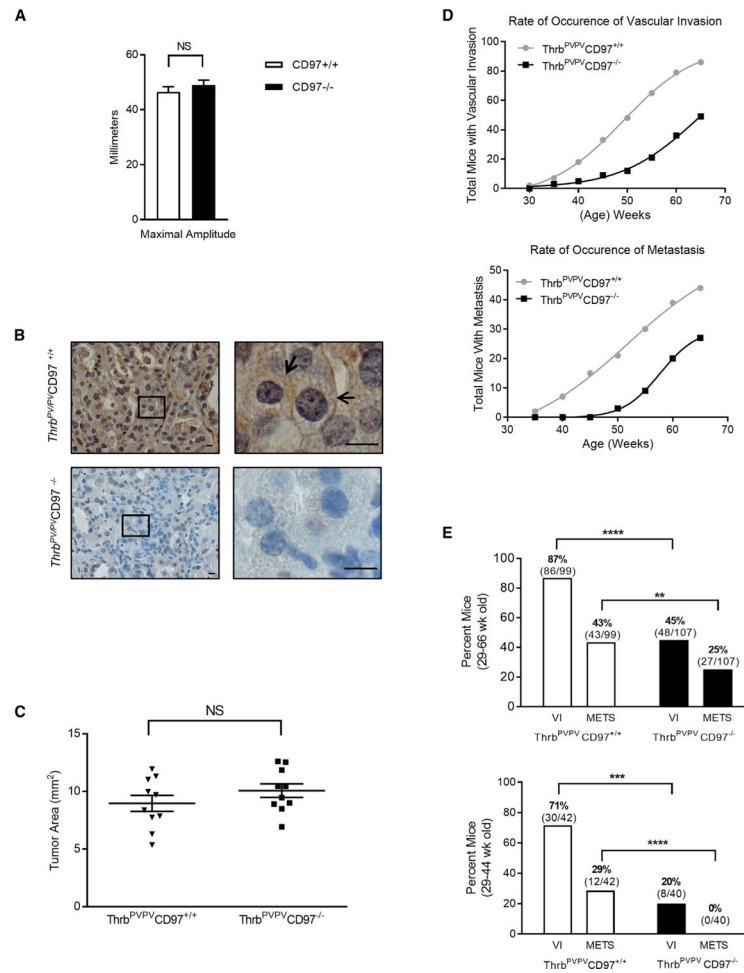 A
NS
CD97+/+
CD97-/-
60
40
20
0
Millimeters
Maximal Amplitude
B
Thrb^PV/PV CD97 +/+
Thrb^PV/PV CD97 -/-
C
NS
15
10
5
0
Tumor Area (mm²)
Thrb^PVPV CD97^+/+
Thrb^PVPV CD97^-/-
D
Rate of Occurence of Vascular Invasion
Thrb^PVPV CD97^+/+
Thrb^PVPV CD97^-/-
100
80
60
40
20
0
Total Mice with Vascular Invasion
20 30 40 50 60 70
(Age) Weeks
Rate of Occurence of Metastasis
Thrb^PVPV CD97^+/+
Thrb^PVPV CD97^-/-
50
40
30
20
10
0
Total Mice With Metastsis
30 40 50 60 70
Age (Weeks)
E
****
**
100
80
60
40
20
0
Percent Mice
(29-66 wk old)
87%
(86/99)
43%
(43/99)
45%
(48/107)
25%
(27/107)
VI METS VI METS
Thrb^PVPV CD97^+/+ Thrb^PVPV CD97^-/-
***
****
100
80
60
40
20
0
Percent Mice
(29-44 wk old)
71%
(30/42)
29%
(12/42)
20%
(8/40)
0%
(0/40)
VI METS VI METS
Thrb^PVPV CD97^+/+ Thrb^PVPV CD97^-/-